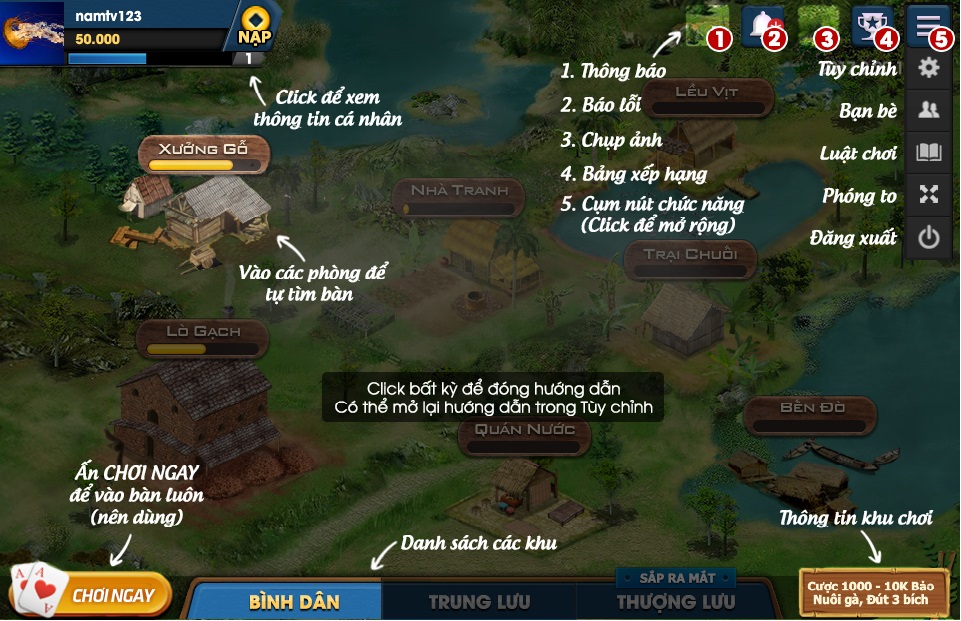 namtv123
50.000
NẠP
1
Click để xem
thông tin cá nhân
1
2
3
4
5
1. Thông báo
2. Báo lỗi
3. Chụp ảnh
4. Bảng xếp hạng
5. Cụm nút chức năng
(Click để mở rộng)
Tùy chỉnh
Bạn bè
Luật chơi
Phóng to
Đăng xuất
LỀU VỊT
XƯỞNG GỖ
NHÀ TRANH
TRẠI CHUỐI
Vào các phòng để
tự tìm bàn
LÒ GẠCH
Click bất kỳ để đóng hướng dẫn
Có thể mở lại hướng dẫn trong Tùy chỉnh
BẾN ĐÒ
QUÁN NƯỚC
Ấn CHƠI NGAY
để vào bàn luôn
(nên dùng)
Danh sách các khu
Thông tin khu chơi
A A
CHƠI NGAY
BÌNH DÂN
TRUNG LƯU
SẮP RA MẮT
THƯỢNG LƯU
Cược 1000 - 10K Bảo
Nuôi gà, Đút 3 bích